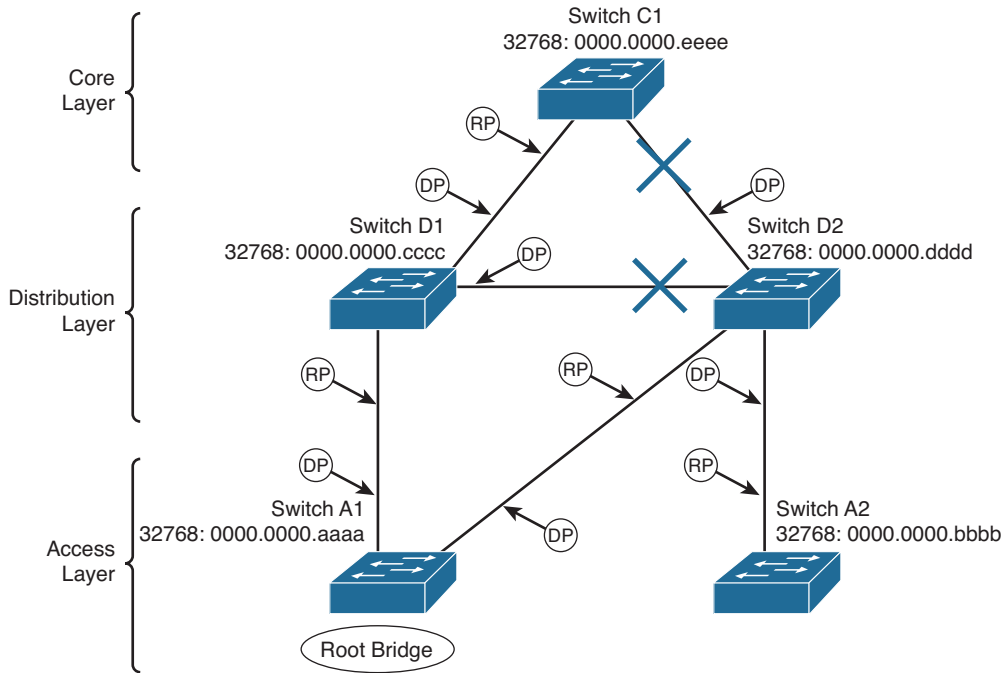 Switch C1
32768: 0000.0000.eeee
Core
Layer
RP
DP
DP
Switch D1
32768: 0000.0000.cccc
Switch D2
32768: 0000.0000.dddd
DP
Distribution
Layer
RP
RP
DP
DP
RP
Switch A1
32768: 0000.0000.aaaa
DP
Switch A2
32768: 0000.0000.bbbb
Access
Layer
Root Bridge